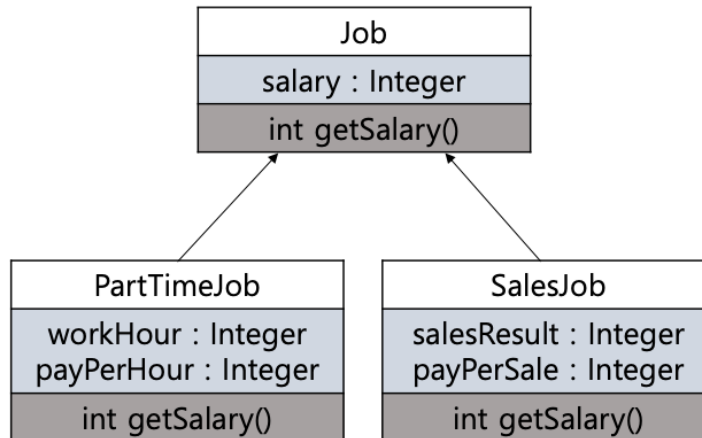 Job
salary : Integer
int getSalary()
PartTimeJob
workHour : Integer
payPerHour : Integer
int getSalary()
SalesJob
salesResult : Integer
payPerSale : Integer
int getSalary()